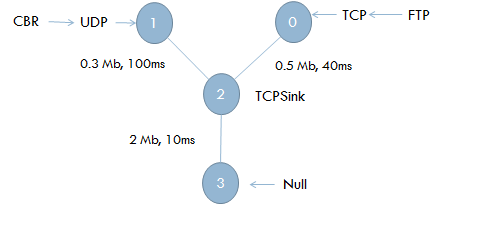 CBR UDP 1 0 TCP FTP
0.3 Mb, 100ms 0.5 Mb, 40ms
2 TCPSink
2 Mb, 10ms
3 Null